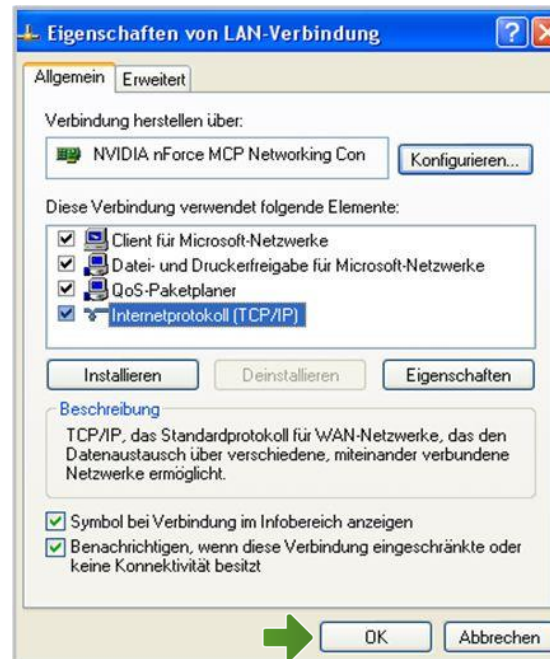 Eigenschaften von LAN-Verbindung
Allgemein Erweitert
Verbindung herstellen über:
NVIDIA nForce MCP Networking Con Konfigurieren...
Diese Verbindung verwendet folgende Elemente:
Client für Microsoft-Netzwerke
Datei- und Druckerfreigabe für Microsoft-Netzwerke
QoS-Paketplaner
Internetprotokoll (TCP/IP)
Installieren Deinstallieren Eigenschaften
Beschreibung
TCP/IP, das Standardprotokoll für WAN-Netzwerke, das den
Datenaustausch über verschiedene, miteinander verbundene
Netzwerke ermöglicht.
Symbol bei Verbindung im Infobereich anzeigen
Benachrichtigen, wenn diese Verbindung eingeschränkte oder
keine Konnektivität besitzt
OK Abbrechen